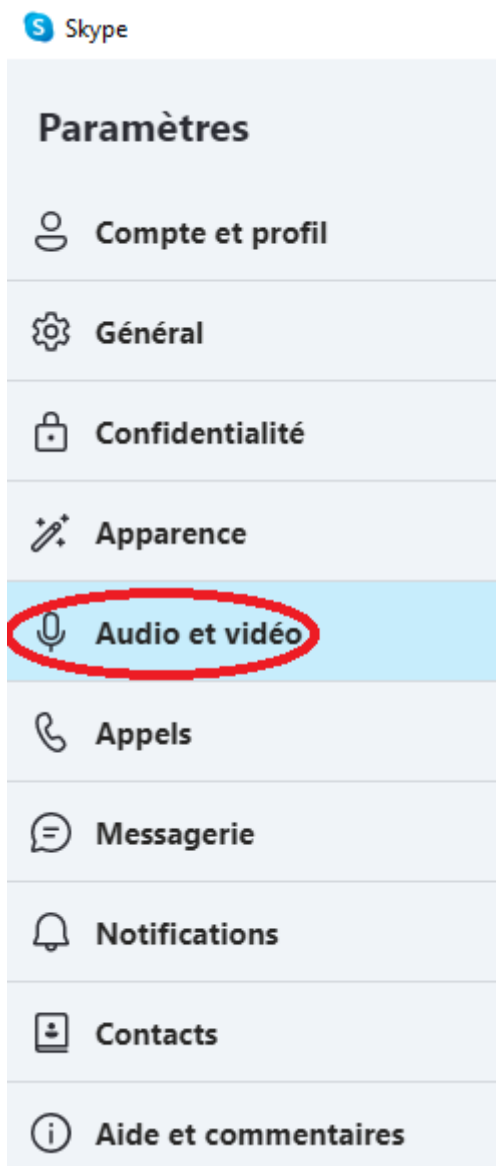 Skype
Paramètres
Compte et profil
Général
Confidentialité
Apparence
Audio et vidéo
Appels
Messagerie
Notifications
Contacts
Aide et commentaires